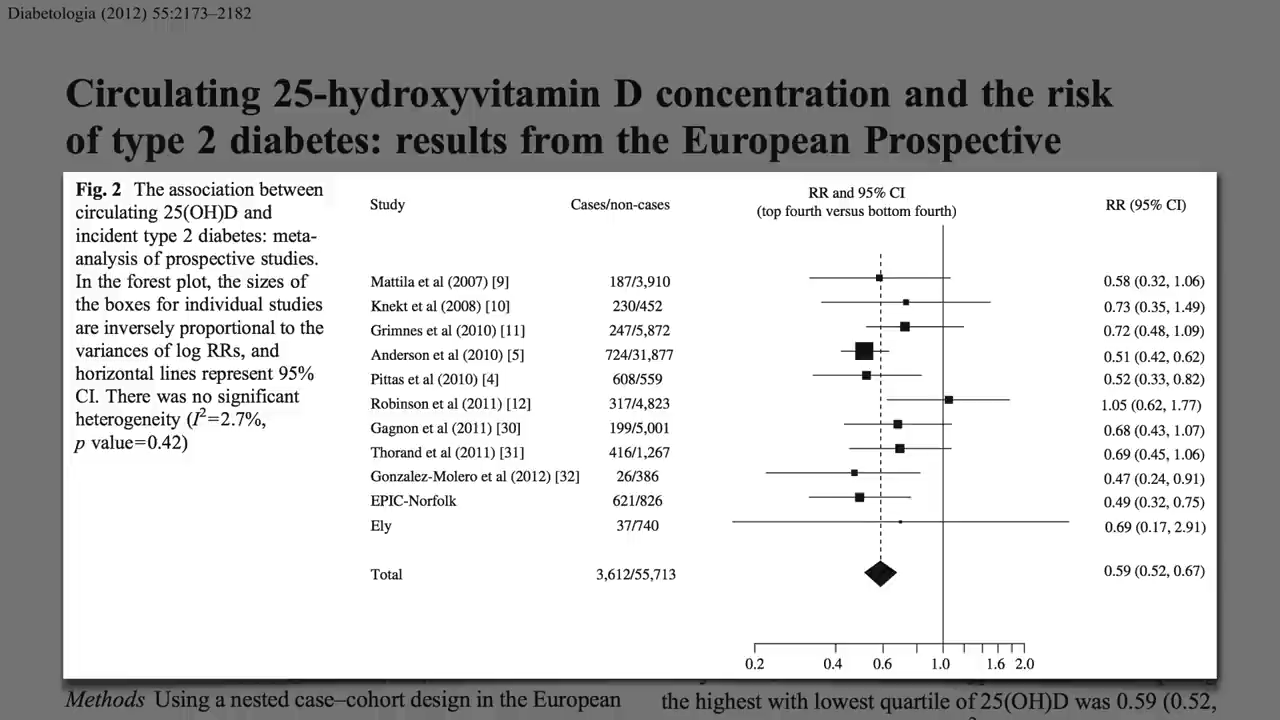 Diabetologia (2012) 55:2173–2182
Circulating 25-hydroxyvitamin D concentration and the risk
of type 2 diabetes: results from the European Prospective
Fig. 2 The association between
circulating 25(OH)D and
incident type 2 diabetes: meta-
analysis of prospective studies.
In the forest plot, the sizes of
the boxes for individual studies
are inversely proportional to the
variances of log RRs, and
horizontal lines represent 95%
CI. There was no significant
heterogeneity (I²=2.7%,
p value=0.42)
Study Cases/non-cases RR and 95% CI RR (95% CI)
(top fourth versus bottom fourth)
Mattila et al (2007) [9] 187/3,910 0.58 (0.32, 1.06)
Knekt et al (2008) [10] 230/452 0.73 (0.35, 1.49)
Grimnes et al (2010) [11] 247/5,872 0.72 (0.48, 1.09)
Anderson et al (2010) [5] 724/31,877 0.51 (0.42, 0.62)
Pittas et al (2010) [4] 608/559 0.52 (0.33, 0.82)
Robinson et al (2011) [12] 317/4,823 1.05 (0.62, 1.77)
Gagnon et al (2011) [30] 199/5,001 0.68 (0.43, 1.07)
Thorand et al (2011) [31] 416/1,267 0.69 (0.45, 1.06)
Gonzalez-Molero et al (2012) [32] 26/386 0.47 (0.24, 0.91)
EPIC-Norfolk 621/826 0.49 (0.32, 0.75)
Ely 37/740 0.69 (0.17, 2.91)
Total 3,612/55,713 0.59 (0.52, 0.67)
0.2 0.4 0.6 1.0 1.6 2.0
Methods Using a nested case–cohort design in the European
the highest with lowest quartile of 25(OH)D was 0.59 (0.52,